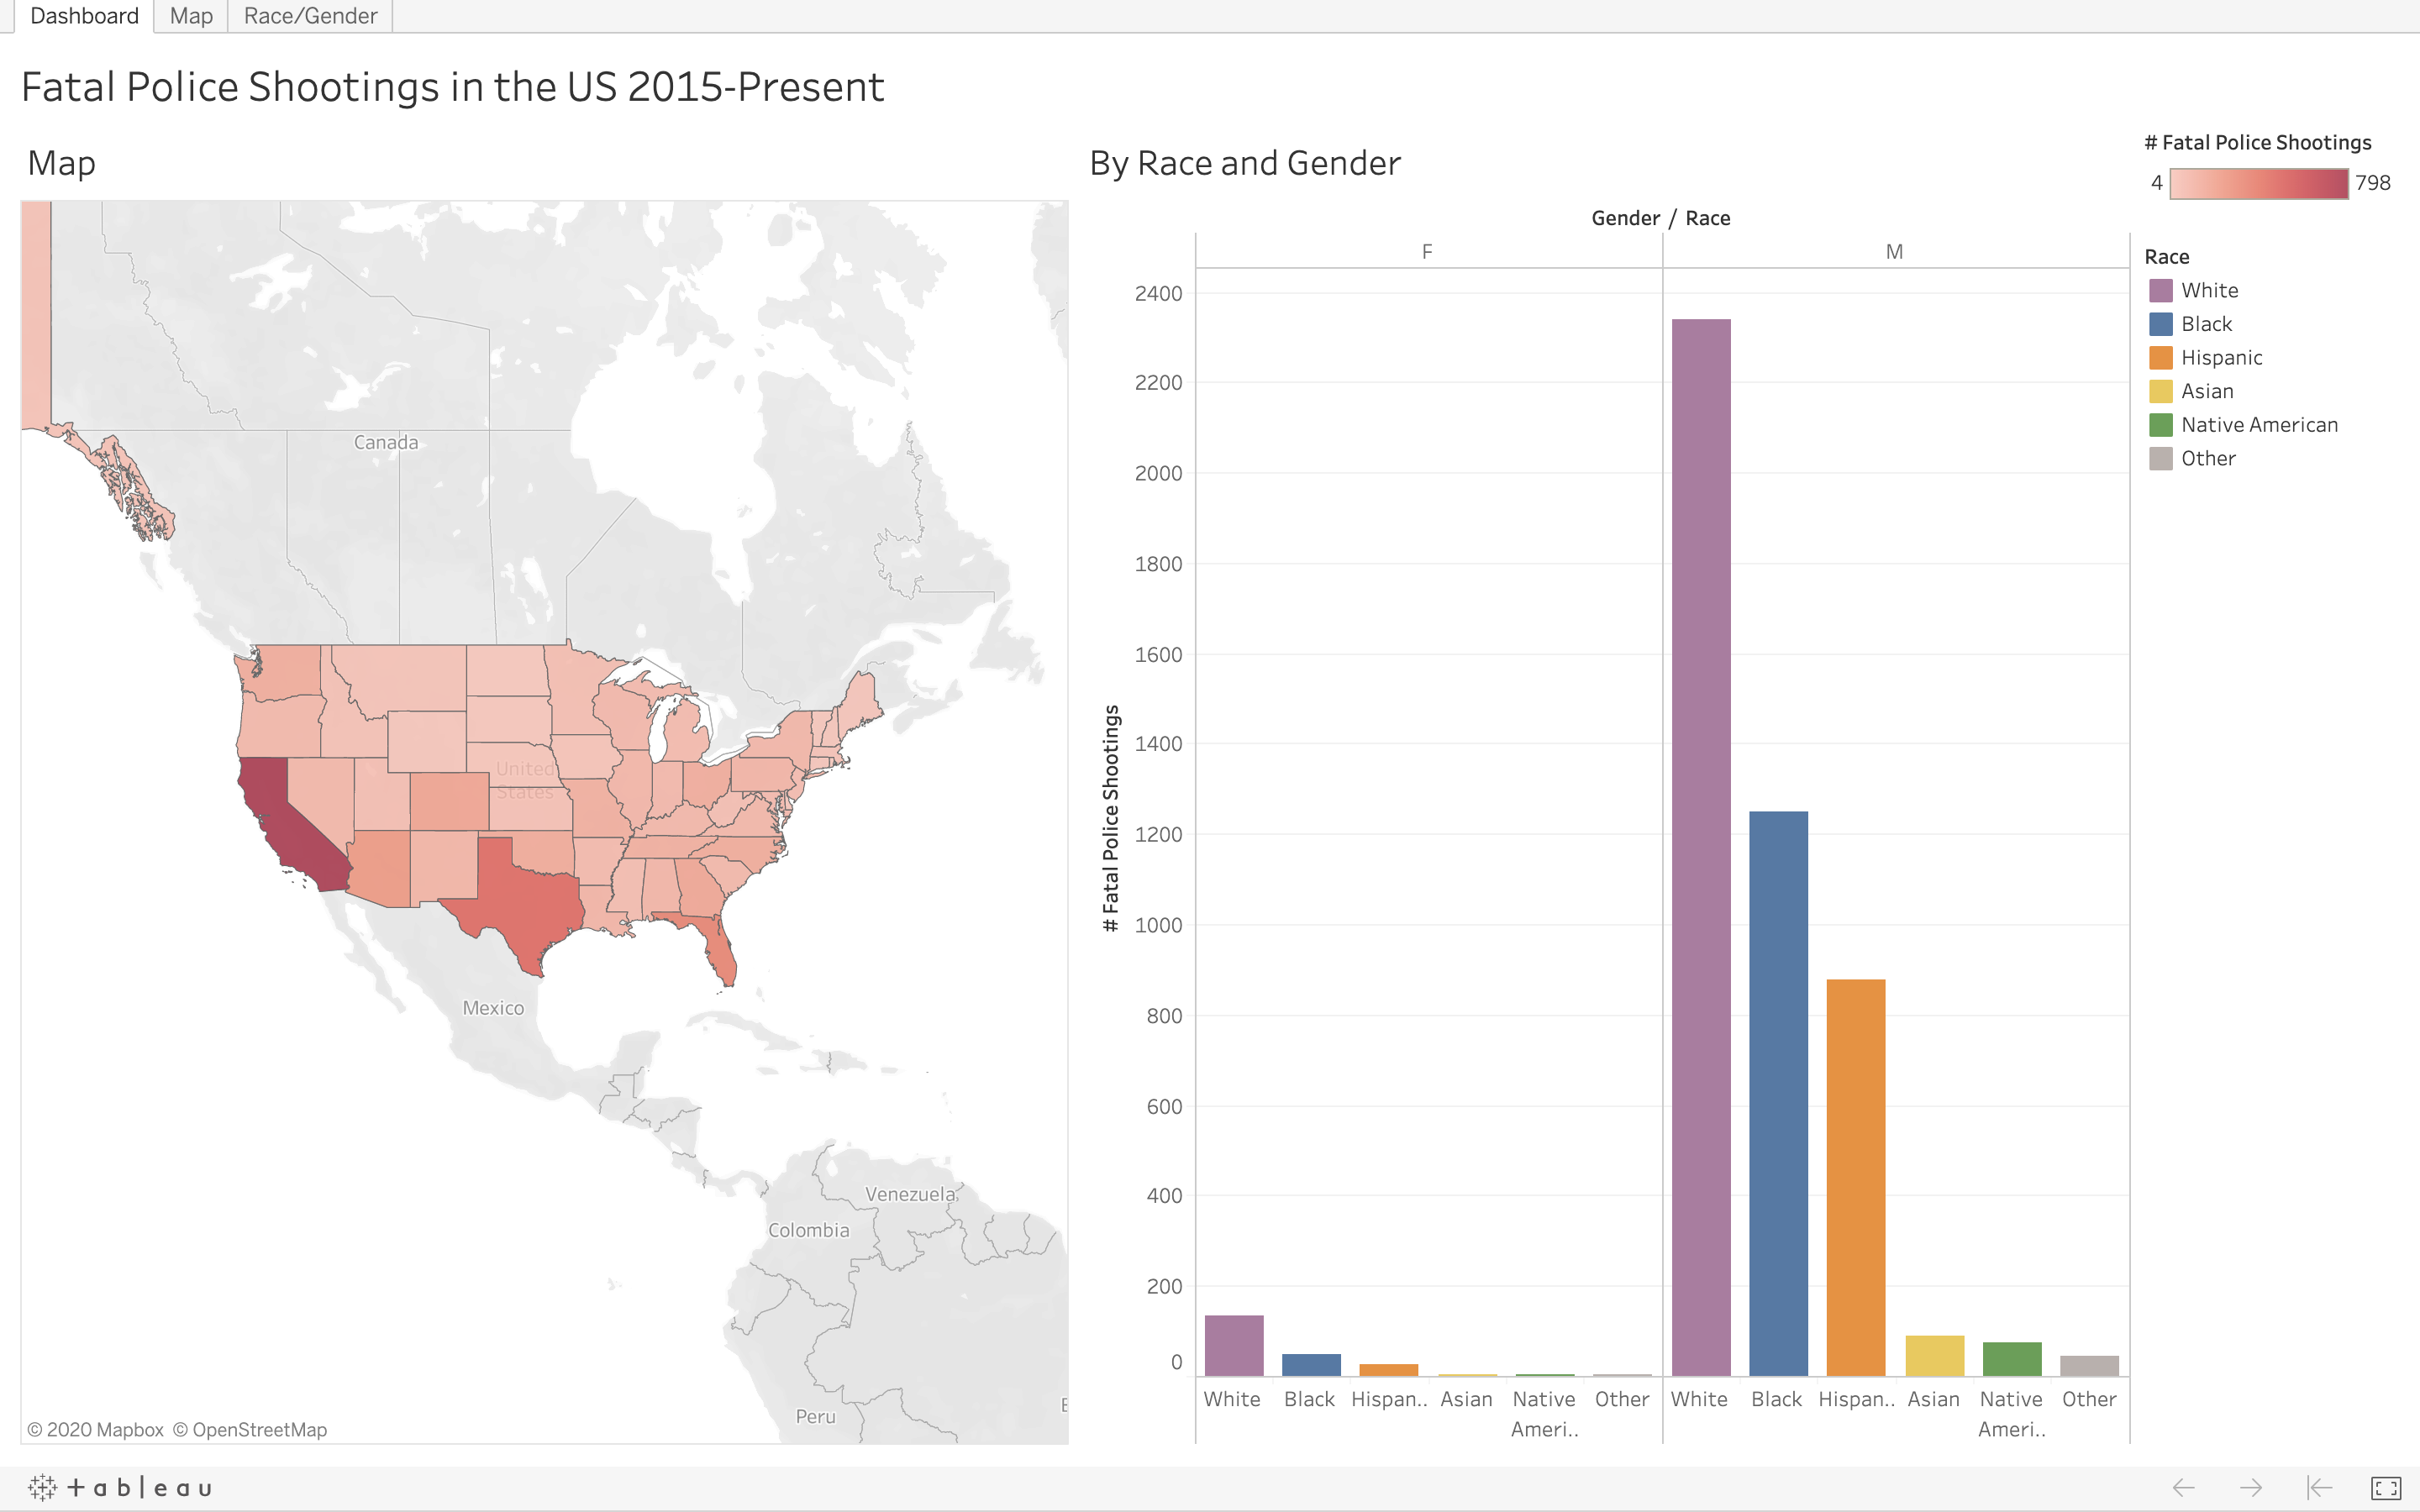 Dashboard
Map
Race/Gender
Fatal Police Shootings in the US 2015-Present
Map
Canada
United
States
Mexico
Venezuela
Colombia
Peru
© 2020 Mapbox © OpenStreetMap
By Race and Gender
Gender / Race
F
M
# Fatal Police Shootings
2400
2200
2000
1800
1600
1400
1200
1000
800
600
400
200
0
White
Black
Hispan..
Asian
Native
Ameri..
Other
White
Black
Hispan..
Asian
Native
Ameri..
Other
# Fatal Police Shootings
4
798
Race
White
Black
Hispanic
Asian
Native American
Other
+ableau